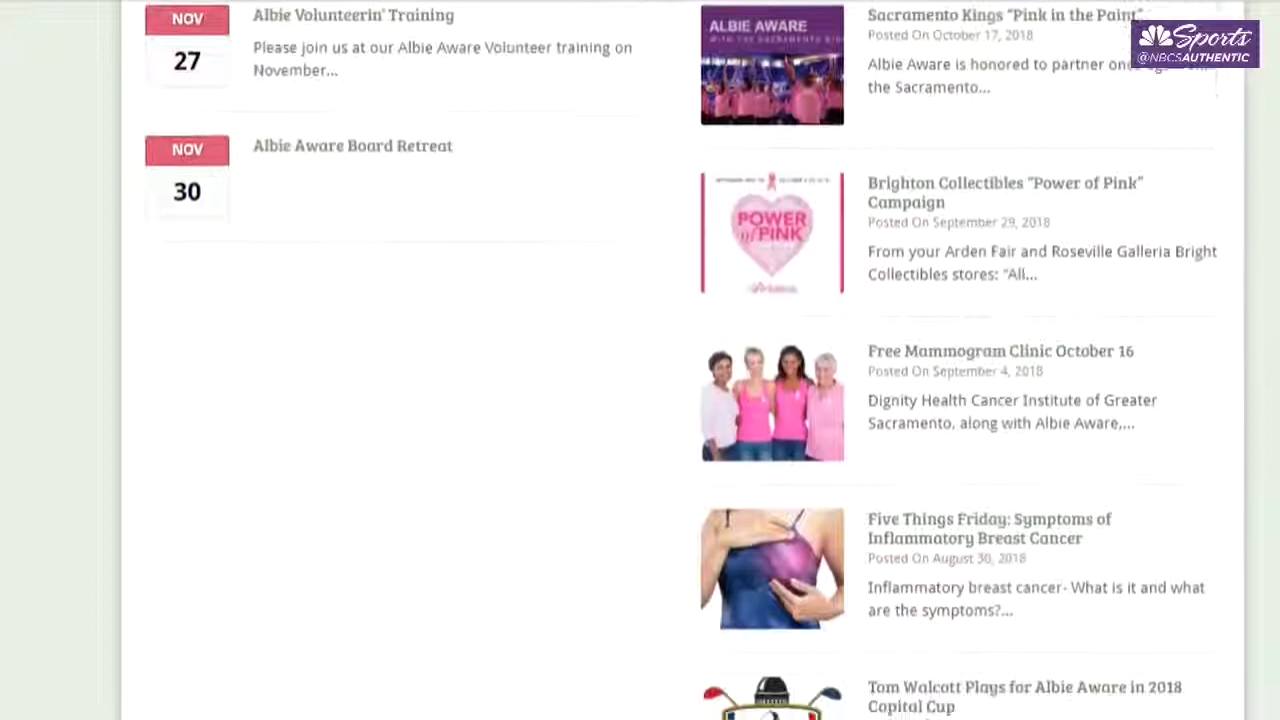 NOV
27
Albie Volunteerin' Training
Please join us at our Albie Aware Volunteer training on
November...
NOV
30
Albie Aware Board Retreat
ALBIE AWARE
Sacramento Kings "Pink in the Paint"
Posted On October 17, 2018
Albie Aware is honored to partner
the Sacramento...
Sports
@NBCSAUTHENTIC
POWER
of PINK
Brighton Collectibles "Power of Pink"
Campaign
Posted On September 29, 2018
From your Arden Fair and Roseville Galleria Bright
Collectibles stores: "All...
Free Mammogram Clinic October 16
Posted On September 4, 2018
Dignity Health Cancer Institute of Greater
Sacramento, along with Albie Aware,...
Five Things Friday: Symptoms of
Inflammatory Breast Cancer
Posted On August 30, 2018
Inflammatory breast cancer- What is it and what
are the symptoms?...
Tom Walcott Plays for Albie Aware in 2018
Capital Cup